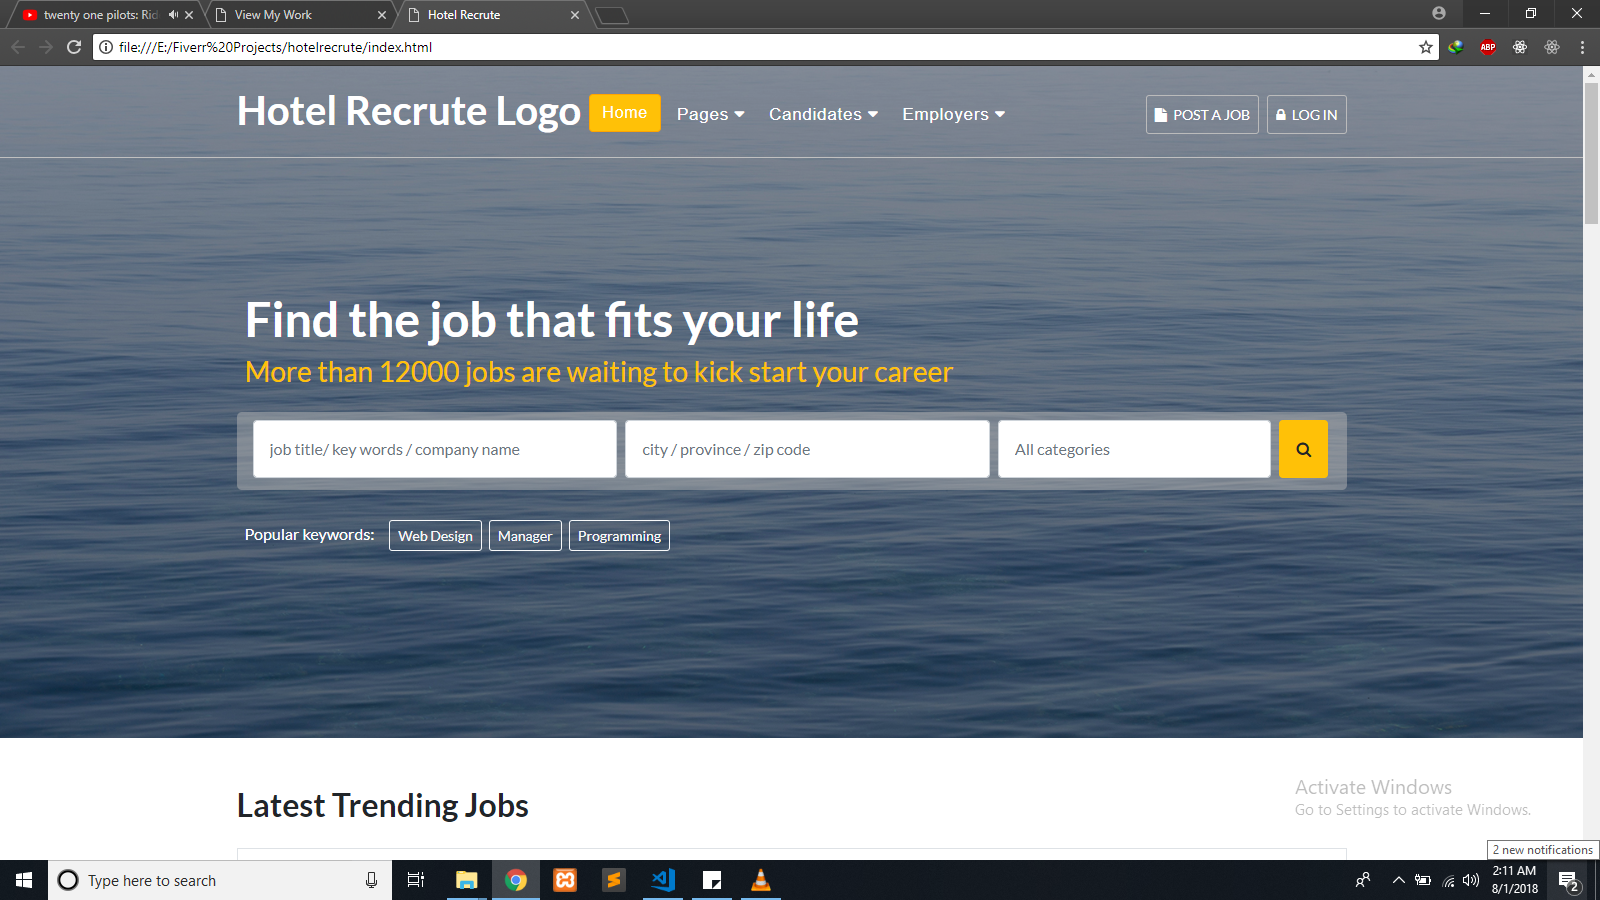 twenty one pilots: Rid
View My Work
Hotel Recrute
file:///E:/Fiverr%20Projects/hotelrecrute/index.html
ABP
Hotel Recrute Logo
Home
Pages
Candidates
Employers
POST A JOB
LOG IN
Find the job that fits your life
More than 12000 jobs are waiting to kick start your career
job title/ key words / company name
city / province / zip code
All categories
Popular keywords:
Web Design
Manager
Programming
Latest Trending Jobs
Activate Windows
Go to Settings to activate Windows.
2 new notifications
Type here to search
2:11 AM
8/1/2018
2